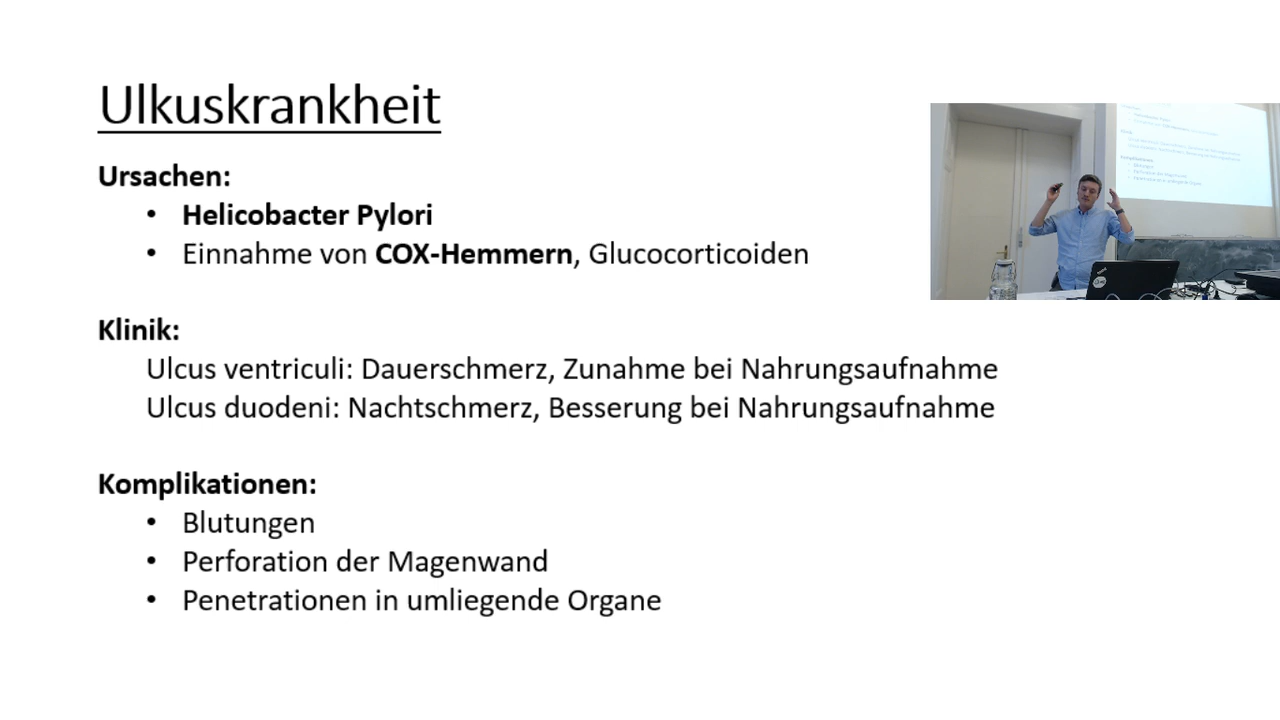 Ulkuskrankheit
Ursachen:
• Helicobacter Pylori
• Einnahme von COX-Hemmern, Glucocorticoiden
Klinik:
Ulcus ventriculi: Dauerschmerz, Zunahme bei Nahrungsaufnahme
Ulcus duodeni: Nachtschmerz, Besserung bei Nahrungsaufnahme
Komplikationen:
• Blutungen
• Perforation der Magenwand
• Penetrationen in umliegende Organe